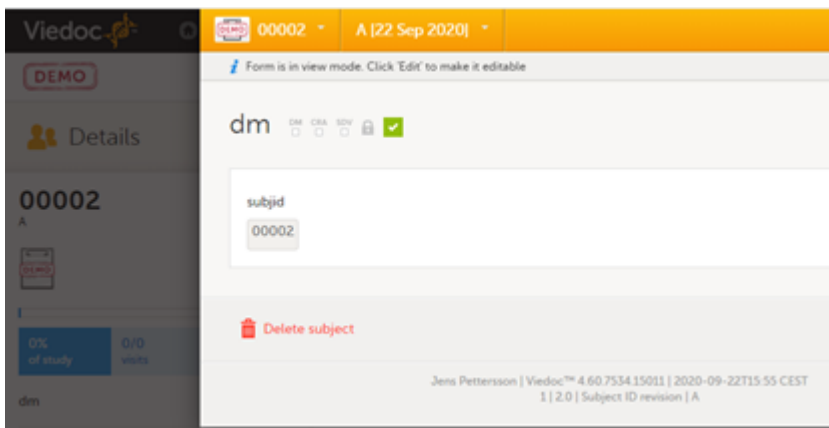 Viedoc
DEMO
Details
00002
A
DEMO
0%
of study
0/0
visits
dm
DEMO
00002
A |22 Sep 2020|
Form is in view mode. Click 'Edit' to make it editable
dm
DM CRA SDV
subjid
00002
Delete subject
Jens Pettersson | Viedoc™ 4.60.7534.15011 | 2020-09-22T15:55 CEST
1 | 2.0 | Subject ID revision | A